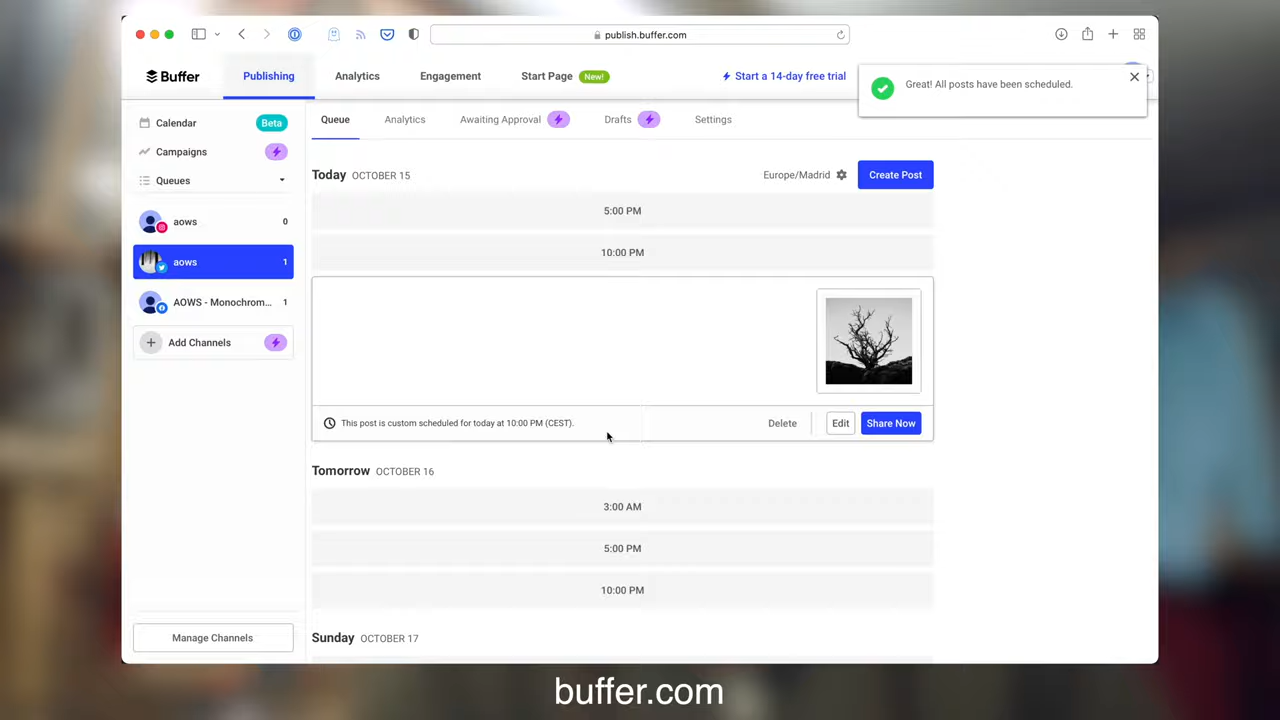 publish.buffer.com
Buffer
Publishing
Analytics
Engagement
Start Page New!
Start a 14-day free trial
Great! All posts have been scheduled.
Calendar Beta
Campaigns
Queues
aows 0
aows 1
AOWS - Monochrom... 1
Add Channels
Manage Channels
Queue
Analytics
Awaiting Approval
Drafts
Settings
Today OCTOBER 15
Europe/Madrid
Create Post
5:00 PM
10:00 PM
This post is custom scheduled for today at 10:00 PM (CEST).
Delete
Edit
Share Now
Tomorrow OCTOBER 16
3:00 AM
5:00 PM
10:00 PM
Sunday OCTOBER 17
buffer.com